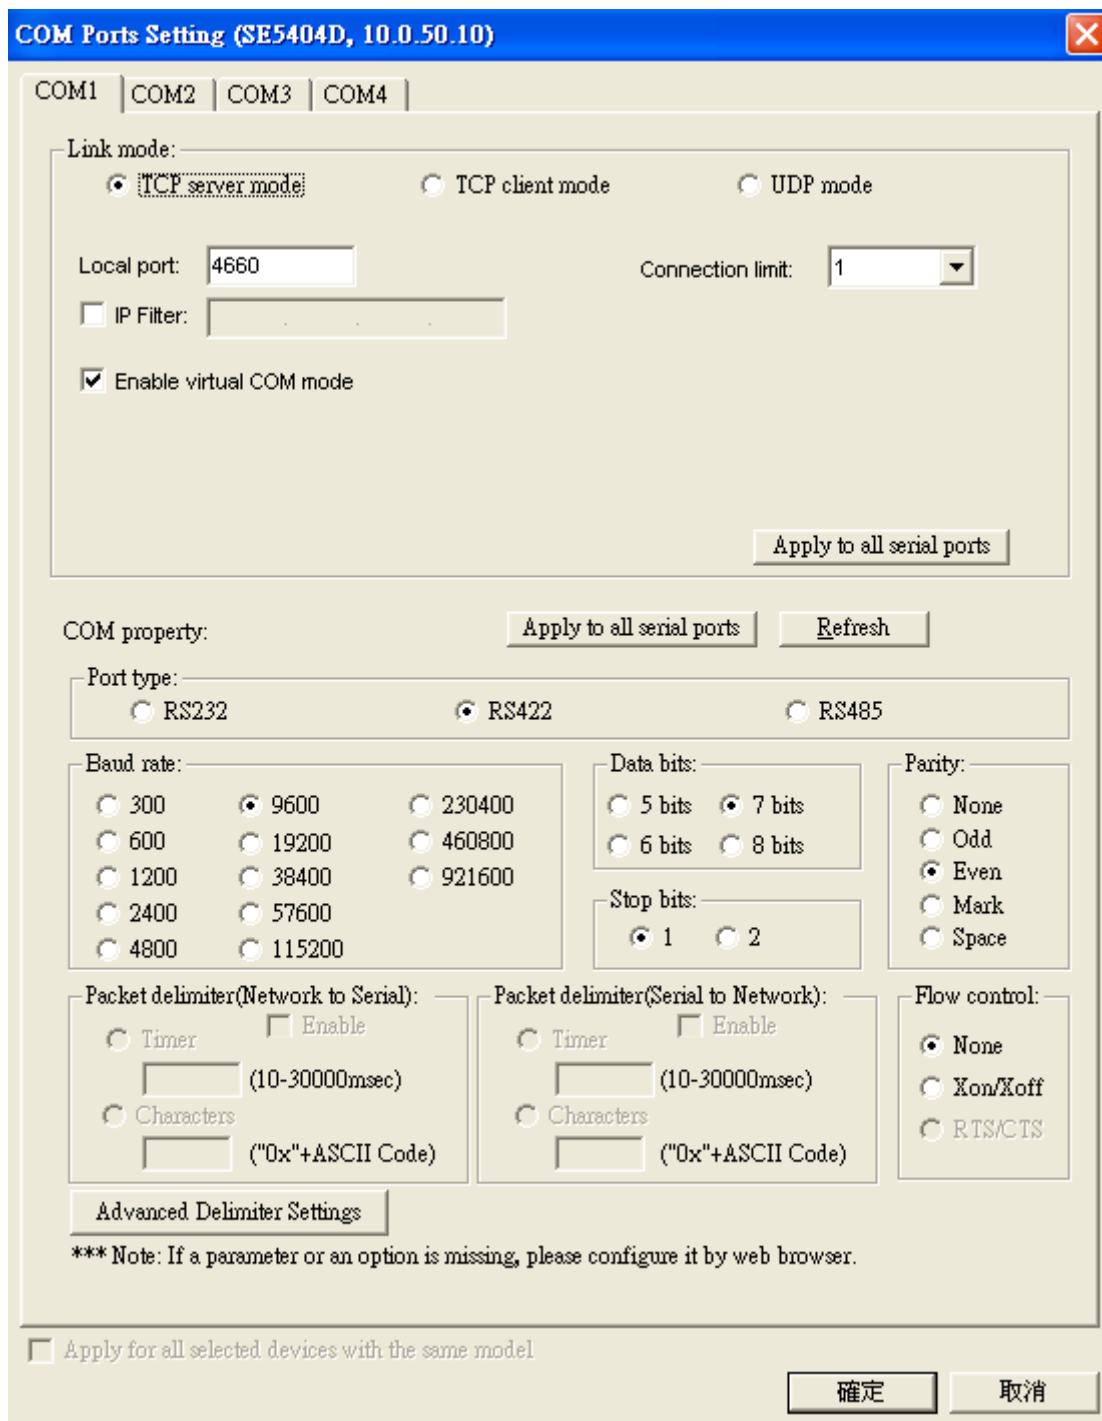 COM Ports Setting (SE5404D, 10.0.50.10)
COM1 COM2 COM3 COM4
Link mode:
TCP server mode TCP client mode UDP mode
Local port: 4660 Connection limit: 1
IP Filter: . . .
Enable virtual COM mode
Apply to all serial ports
COM property: Apply to all serial ports Refresh
Port type:
RS232 RS422 RS485
Baud rate: Data bits: Parity:
300 9600 230400 5 bits 7 bits None
600 19200 460800 6 bits 8 bits Odd
1200 38400 921600 Even
2400 57600 Stop bits: Mark
4800 115200 1 2 Space
Packet delimiter(Network to Serial): Packet delimiter(Serial to Network): Flow control:
Timer Enable Timer Enable None
(10-30000msec) (10-30000msec) Xon/Xoff
Characters Characters RTS/CTS
("0x"+ASCII Code) ("0x"+ASCII Code)
Advanced Delimiter Settings
*** Note: If a parameter or an option is missing, please configure it by web browser.
Apply for all selected devices with the same model
確定 取消